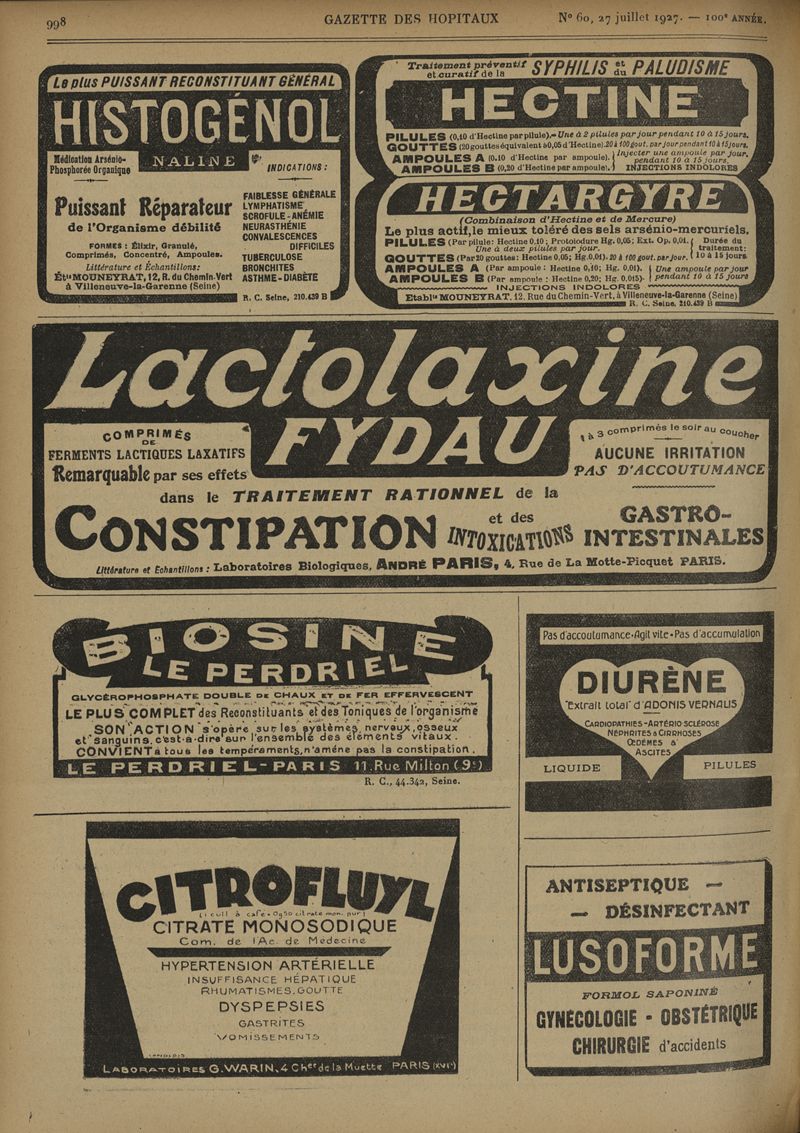 998
GAZETTE DES HOPITAUX
N° 60, 27 juillet 1927. — 100e ANNÉE.
Le plus PUISSANT RECONSTITUANT GÉNÉRAL
HISTOGÉNOL
Médication Arsénio-
Phosphorée Organique
NALINE
INDICATIONS :
Puissant Réparateur
de l'Organisme débilité
FORMES : Élixir, Granulé,
Comprimés, Concentré, Ampoules.
Littérature et Échantillons:
Étts MOUNEYRAT, 12, R. du Chemin-Vert
à Villeneuve-la-Garenne (Seine)
FAIBLESSE GÉNÉRALE
LYMPHATISME
SCROFULE - ANÉMIE
NEURASTHÉNIE
CONVALESCENCES
DIFFICILES
TUBERCULOSE
BRONCHITES
ASTHME - DIABÈTE
R. C. Seine, 210.439 B
Traitement préventif
et curatif de la SYPHILIS et du PALUDISME
HECTINE
PILULES (0,10 d'Hectine par pilule).- Une à 2 pilules par jour pendant 10 à 15 jours.
GOUTTES (20 gouttes équivalent à 0,05 d'Hectine). 20 à 100 gout. par jour pendant 10 à 15 jours.
AMPOULES A (0,10 d'Hectine par ampoule). Injecter une ampoule par jour,
AMPOULES B (0,20 d'Hectine par ampoule). pendant 10 à 15 jours.
INJECTIONS INDOLORES
HECTARGYRE
(Combinaison d'Hectine et de Mercure)
Le plus actif, le mieux toléré des sels arsénio-mercuriels.
PILULES (Par pilule: Hectine 0,10 ; Protoiodure Hg. 0,05; Ext. Op. 0,01.
Une à deux pilules par jour.
GOUTTES (Par 20 gouttes: Hectine 0,05; Hg. 0,01). 20 à 100 gout. par jour.
Durée du
traitement:
10 à 15 jours
AMPOULES A (Par ampoule : Hectine 0,10; Hg. 0,01).
AMPOULES B (Par ampoule : Hectine 0,20; Hg. 0,015).
Une ampoule par jour
pendant 10 à 15 jours
INJECTIONS INDOLORES
Étabts MOUNEYRAT, 12, Rue du Chemin-Vert, à Villeneuve-la-Garenne (Seine)
R. C. Seine, 210.439 B
Lactolaxine
FYDAU
COMPRIMÉS
DE
FERMENTS LACTIQUES LAXATIFS
Remarquable par ses effets
1 à 3 comprimés le soir au coucher
AUCUNE IRRITATION
PAS D'ACCOUTUMANCE
dans le TRAITEMENT RATIONNEL de la
CONSTIPATION et des INTOXICATIONS GASTRO-
INTESTINALES
Littérature et Echantillons : Laboratoires Biologiques, ANDRÉ PARIS, 4, Rue de La Motte-Picquet PARIS.
BIOSINE
LE PERDRIEL
GLYCÉROPHOSPHATE DOUBLE DE CHAUX ET DE FER EFFERVESCENT
LE PLUS COMPLET des Reconstituants et des Toniques de l'organisme
SON ACTION s'opère sur les systèmes, nerveux, osseux
et sanguins, c'est-à-dire sur l'ensemble des éléments vitaux.
CONVIENT à tous les tempéraments, n'amène pas la constipation.
LE PERDRIEL - PARIS 11, Rue Milton (9e)
R. C., 44.342, Seine.
Pas d'accoutumance - Agit vite - Pas d'accumulation
DIURÈNE
"Extrait total" d'ADONIS VERNALIS
CARDIOPATHIES - ARTÉRIO SCLÉROSE
NÉPHRITES & CIRRHOSES
ŒDÈMES &
ASCITES
LIQUIDE
PILULES
CITROFLUYL
(1 cuil à café = 0g50 citrate mon. pur)
CITRATE MONOSODIQUE
Com. de l'Ac. de Médecine
HYPERTENSION ARTÉRIELLE
INSUFFISANCE HÉPATIQUE
RHUMATISMES. GOUTTE
DYSPEPSIES
GASTRITES
VOMISSEMENTS
LABORATOIRES G. WARIN, 4 Cher de la Muette PARIS (XVIe)
ANTISEPTIQUE —
— DÉSINFECTANT
LUSOFORME
FORMOL SAPONINÉ
GYNÉCOLOGIE - OBSTÉTRIQUE
CHIRURGIE d'accidents